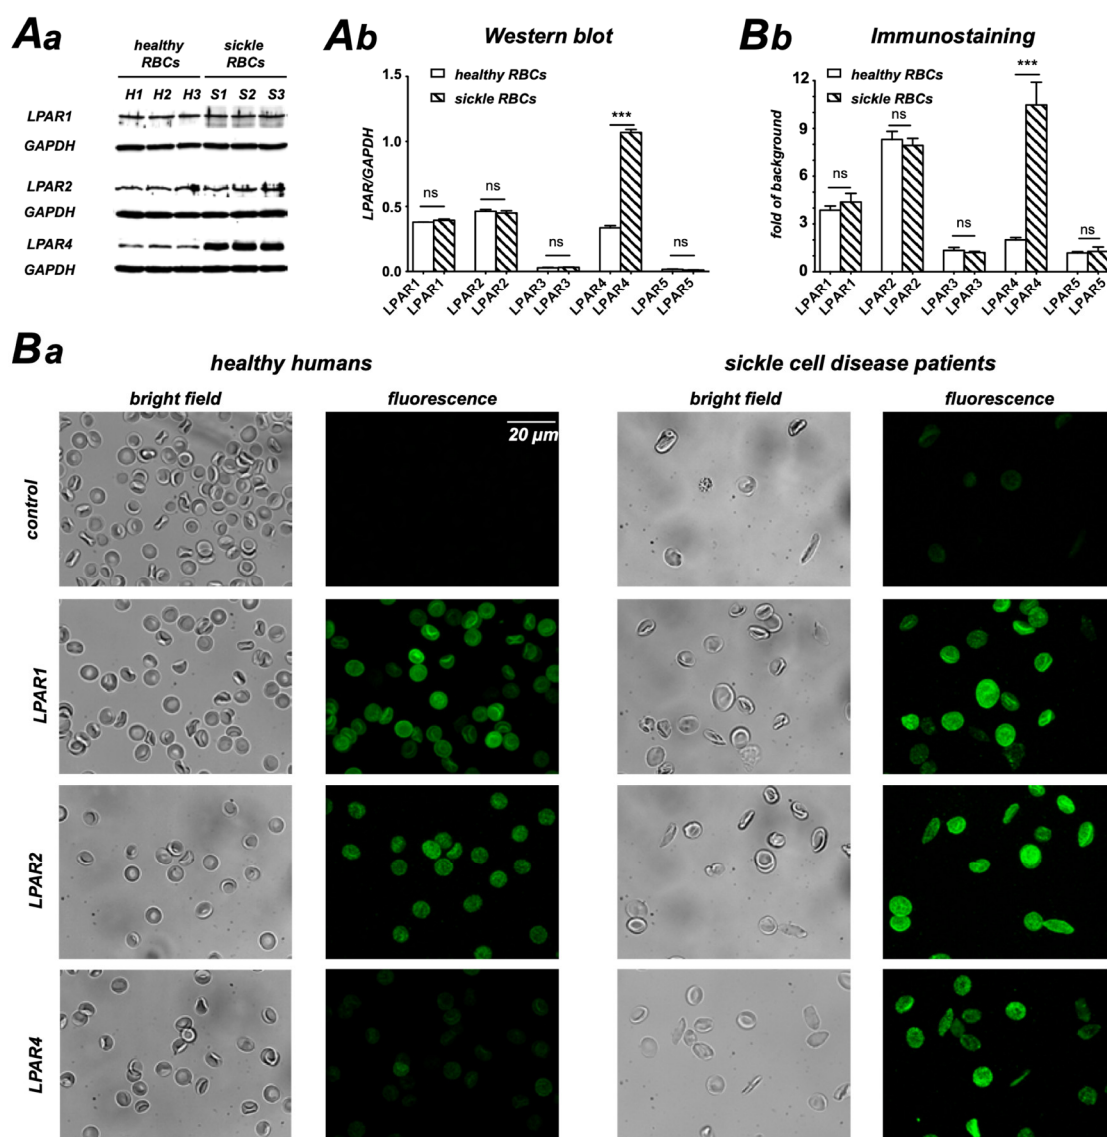 Aa
healthy RBCs
sickle RBCs
H1 H2 H3 S1 S2 S3
LPAR1
GAPDH
LPAR2
GAPDH
LPAR4
GAPDH
Ab
Western blot
LPAR/GAPDH
1.5
1.0
0.5
0.0
healthy RBCs
sickle RBCs
ns
ns
ns
***
ns
LPAR1 LPAR1 LPAR2 LPAR2 LPAR3 LPAR3 LPAR4 LPAR4 LPAR5 LPAR5
Bb
Immunostaining
fold of background
12
9
6
3
0
healthy RBCs
sickle RBCs
ns
ns
ns
***
ns
LPAR1 LPAR1 LPAR2 LPAR2 LPAR3 LPAR3 LPAR4 LPAR4 LPAR5 LPAR5
Ba
healthy humans
sickle cell disease patients
bright field
fluorescence
bright field
fluorescence
20 µm
control
LPAR1
LPAR2
LPAR4